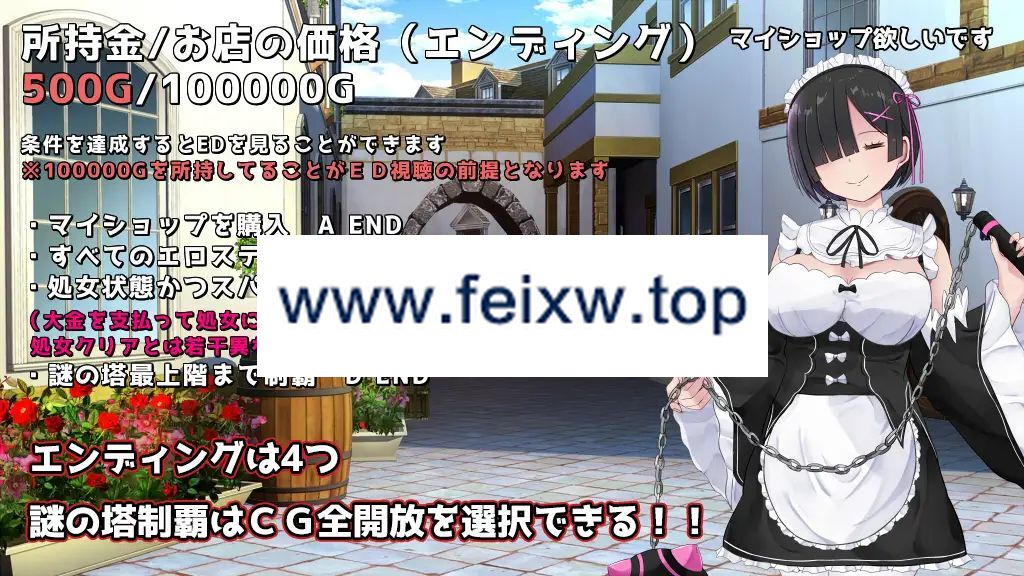 所持金/お店の価格（エンディング）
マイショップ欲しいです
500G/100000G
条件を達成するとEDを見ることができます
※100000Gを所持してることがＥＤ視聴の前提となります
・マイショップを購入　A END
・すべてのエロステ
・処女状態かつスパ
（大金を支払って処女に
処女クリアとは若干異
www.feixw.top
・謎の塔最上階まで制覇　D END
エンディングは4つ
謎の塔制覇はＣＧ全開放を選択できる！！